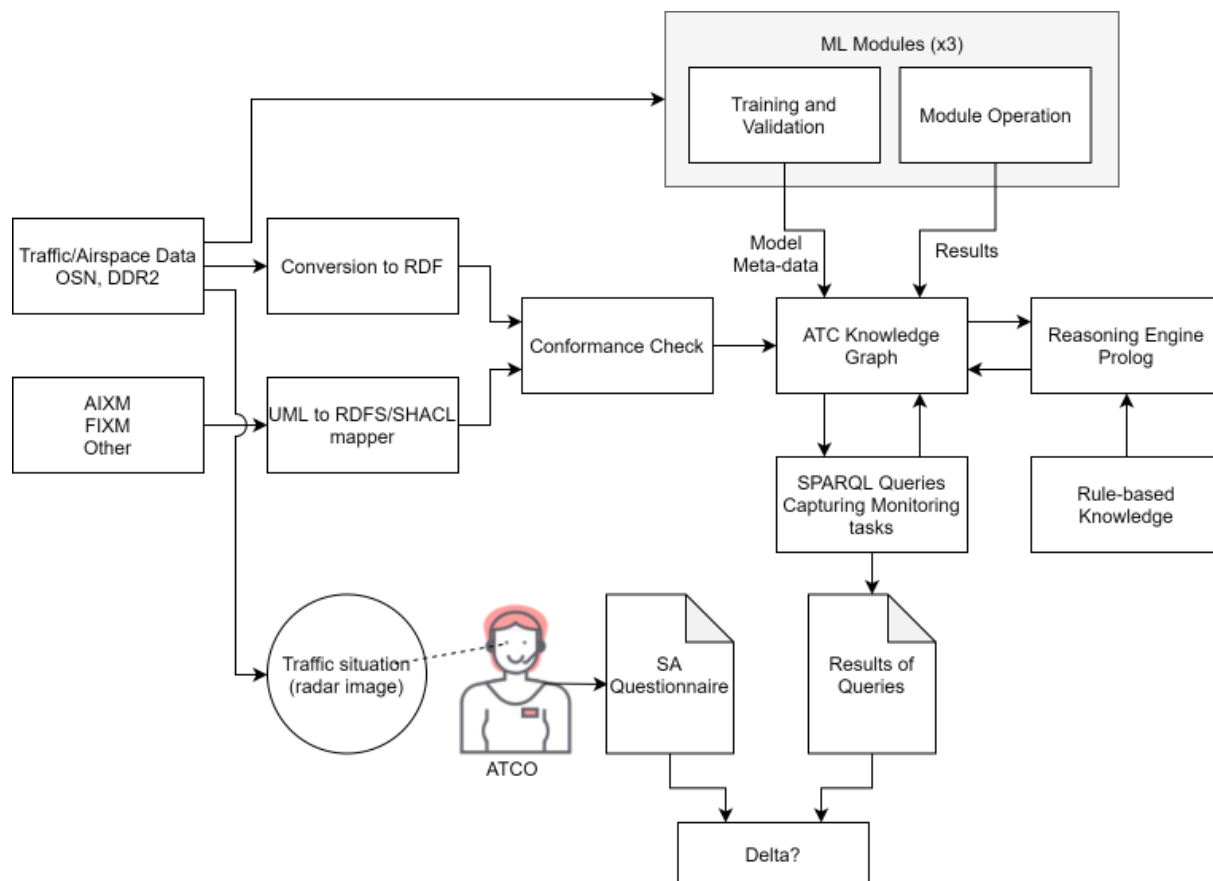 ML Modules (x3)
Training and
Validation
Module Operation
Traffic/Airspace Data
OSN, DDR2
Conversion to RDF
Model
Meta-data
Results
Conformance Check
ATC Knowledge
Graph
Reasoning Engine
Prolog
AIXM
FIXM
Other
UML to RDFS/SHACL
mapper
SPARQL Queries
Capturing Monitoring
tasks
Rule-based
Knowledge
Traffic situation
(radar image)
ATCO
SA
Questionnaire
Results of
Queries
Delta?